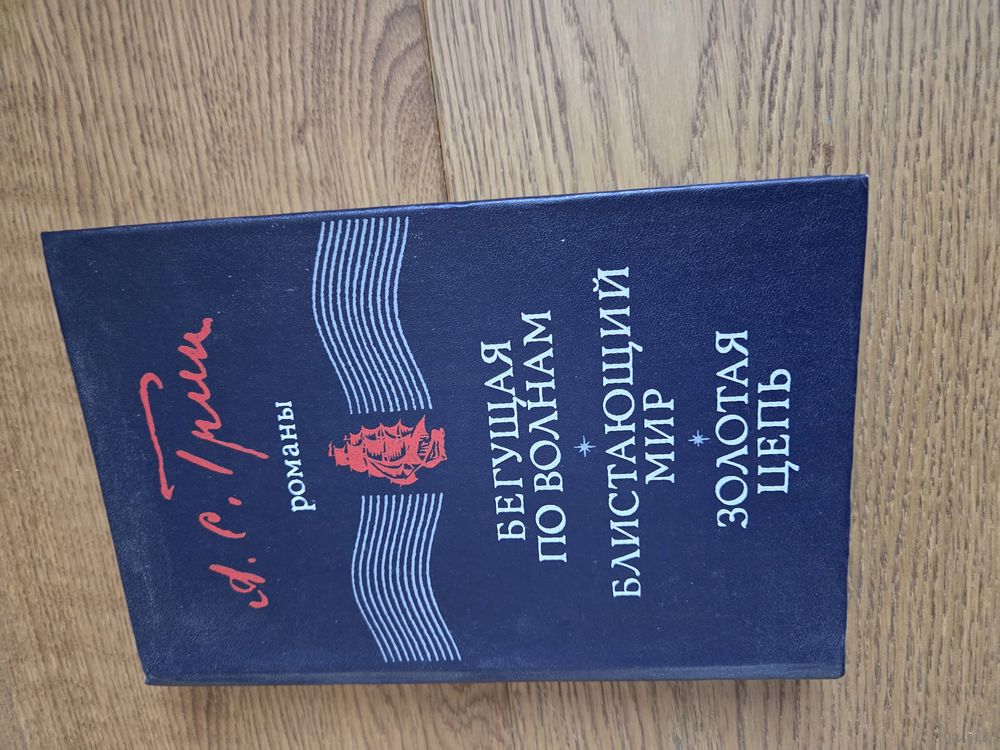 А. С. Грин
романы
БЕГУЩАЯ
ПО ВОЛНАМ
БЛИСТАЮЩИЙ
МИР
ЗОЛОТАЯ
ЦЕПЬ